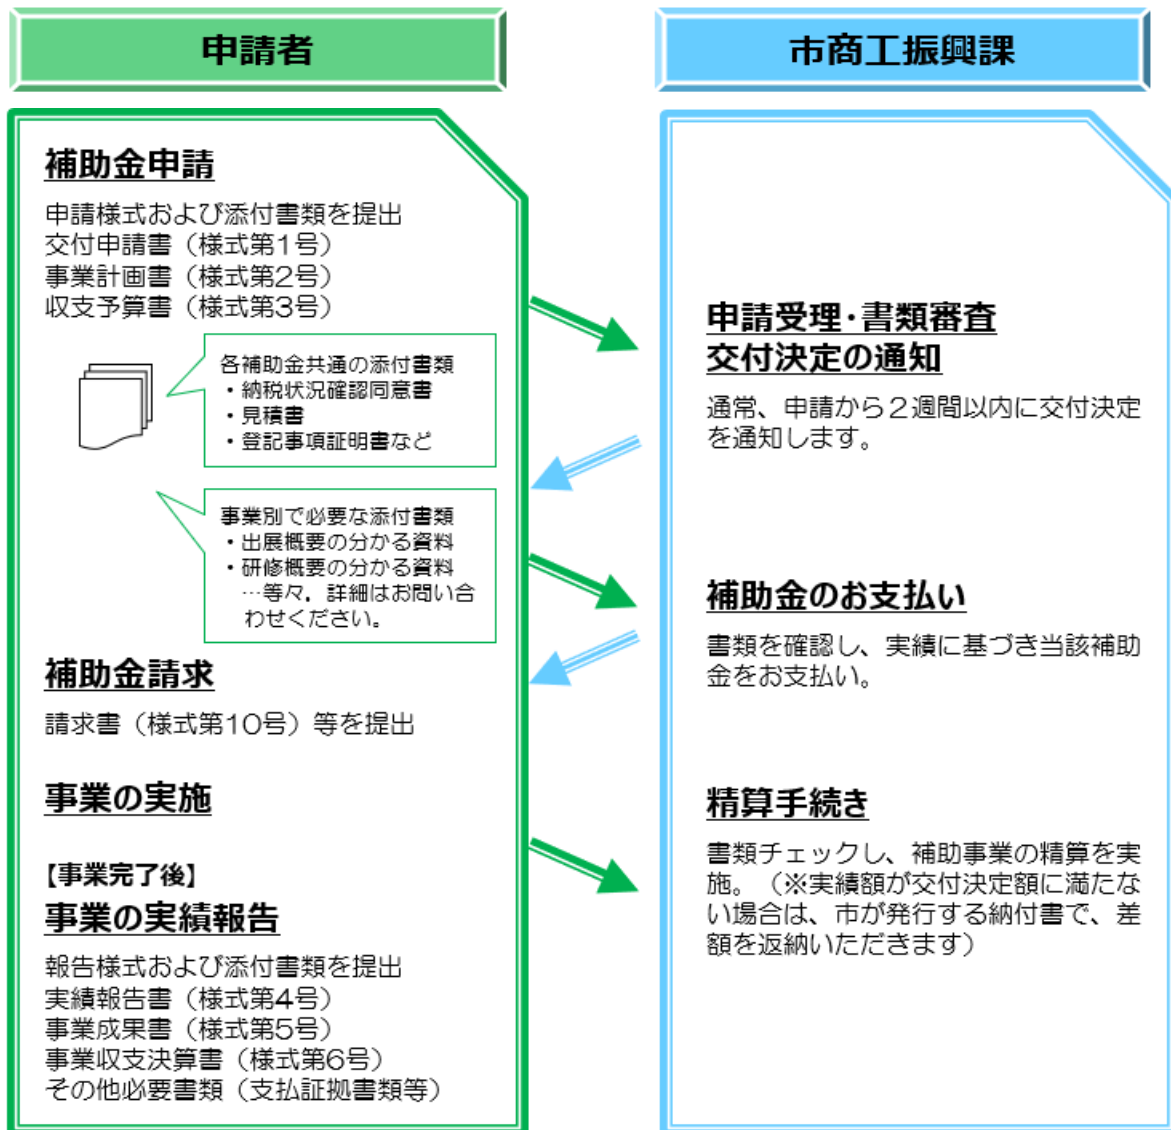 申請者
補助金申請
申請様式および添付書類を提出
交付申請書（様式第1号）
事業計画書（様式第2号）
収支予算書（様式第3号）
各補助金共通の添付書類
・納税状況確認同意書
・見積書
・登記事項証明書など
事業別で必要な添付書類
・出展概要の分かる資料
・研修概要の分かる資料
…等々，詳細はお問い合
わせください。
補助金請求
請求書（様式第10号）等を提出
事業の実施
【事業完了後】
事業の実績報告
報告様式および添付書類を提出
実績報告書（様式第4号）
事業成果書（様式第5号）
事業収支決算書（様式第6号）
その他必要書類（支払証拠書類等）
市商工振興課
申請受理・書類審査
交付決定の通知
通常、申請から２週間以内に交付決定
を通知します。
補助金のお支払い
書類を確認し、実績に基づき当該補助
金をお支払い。
精算手続き
書類チェックし、補助事業の精算を実
施。（※実績額が交付決定額に満たな
い場合は、市が発行する納付書で、差
額を返納いただきます）